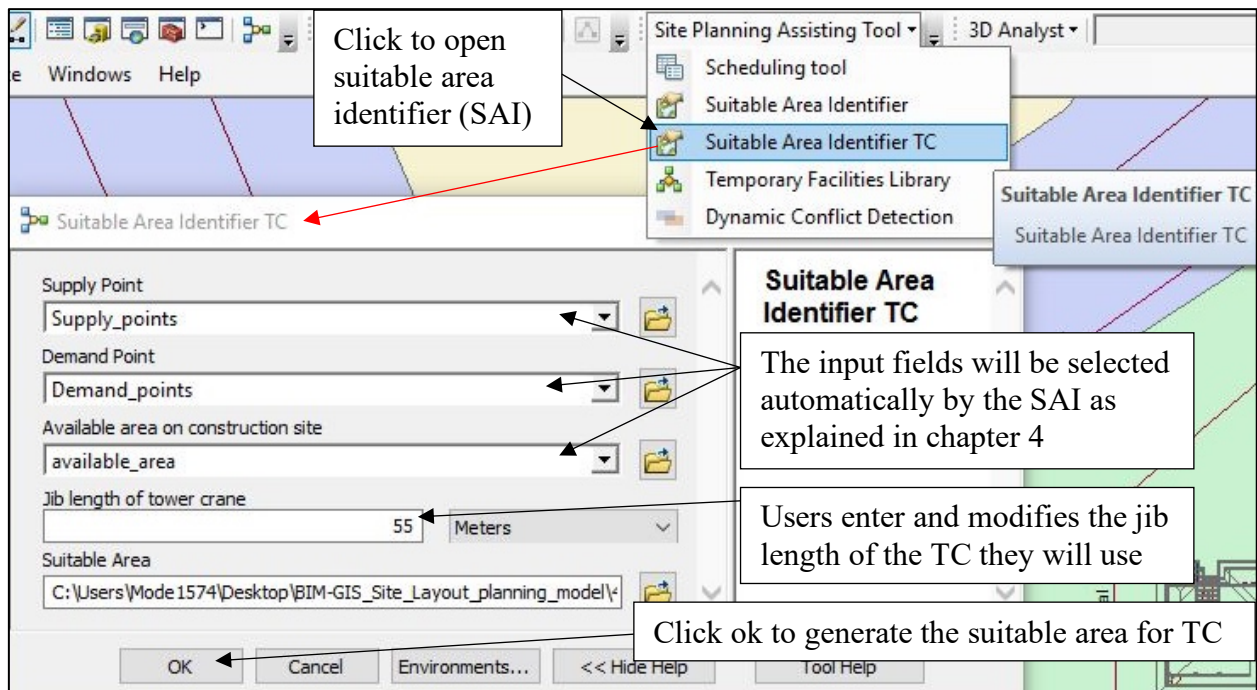 Click to open
suitable area
identifier (SAI)
Site Planning Assisting Tool
3D Analyst
Windows Help
Scheduling tool
Suitable Area Identifier
Suitable Area Identifier TC
Temporary Facilities Library
Dynamic Conflict Detection
Suitable Area Identifier TC
Suitable Area Identifier TC
Suitable Area Identifier TC
Supply Point
Supply_points
Demand Point
Demand_points
Available area on construction site
available_area
Jib length of tower crane
55 Meters
Suitable Area
C:\Users\Mode1574\Desktop\BIM-GIS_Site_Layout_planning_model\
Suitable Area
Identifier TC
The input fields will be selected
automatically by the SAI as
explained in chapter 4
Users enter and modifies the jib
length of the TC they will use
Click ok to generate the suitable area for TC
OK Cancel Environments... << Hide Help Tool Help